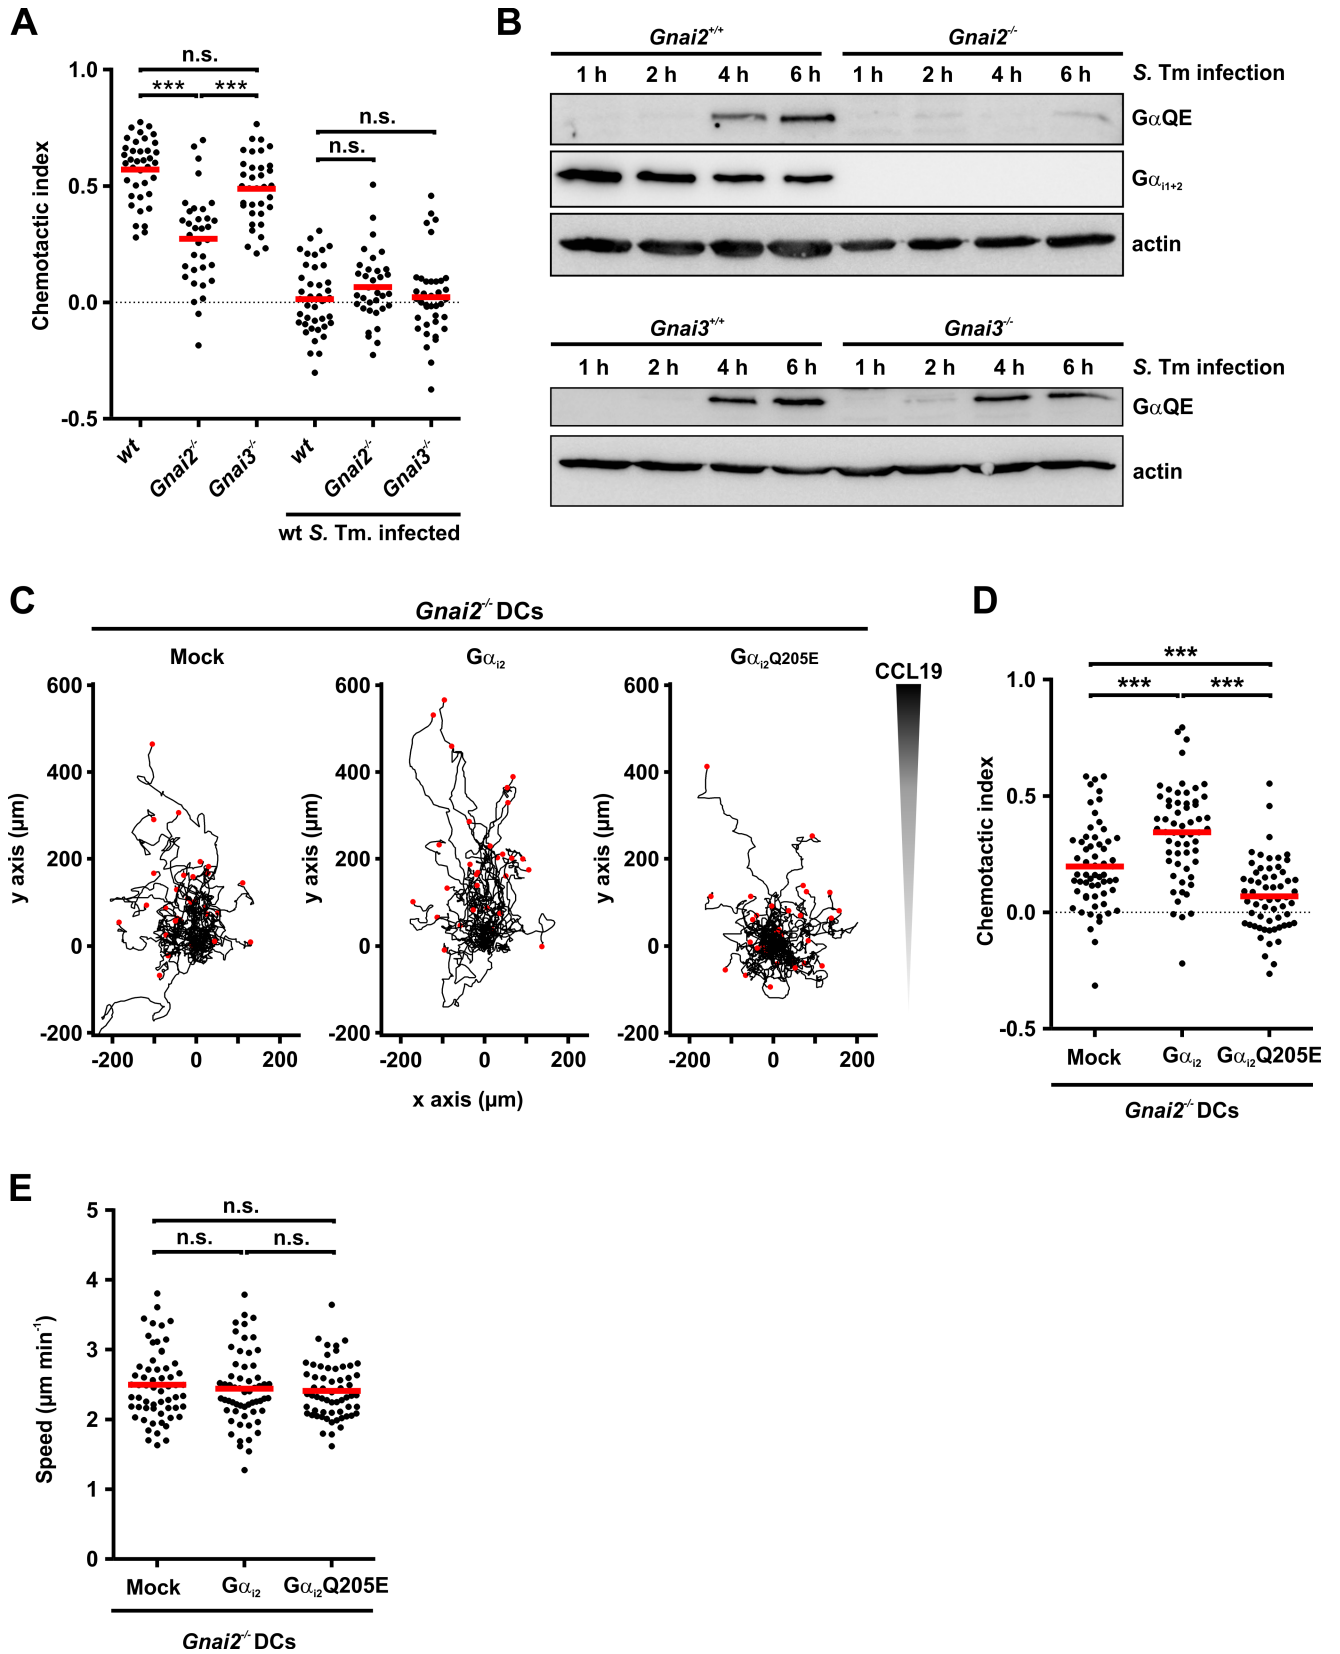 A
n.s.
*** ***
n.s.
n.s.
1.0
0.5
0.0
-0.5
Chemotactic index
wt Gnai2-/- Gnai3-/- wt Gnai2-/- Gnai3-/-
wt S. Tm. infected
B
Gnai2+/+ Gnai2-/-
1 h 2 h 4 h 6 h 1 h 2 h 4 h 6 h S. Tm infection
GαQE
Gαi1+2
actin
Gnai3+/+ Gnai3-/-
1 h 2 h 4 h 6 h 1 h 2 h 4 h 6 h S. Tm infection
GαQE
actin
C
Gnai2-/- DCs
Mock Gαi2 Gαi2Q205E
CCL19
600 600 600
400 400 400
200 200 200
0 0 0
-200 -200 -200
y axis (µm) y axis (µm) y axis (µm)
-200 0 200 -200 0 200 -200 0 200
x axis (µm)
D
***
*** ***
1.0
0.5
0.0
-0.5
Chemotactic index
Mock Gαi2 Gαi2Q205E
Gnai2-/- DCs
E
n.s.
n.s. n.s.
5
4
3
2
1
0
Speed (µm min-1)
Mock Gαi2 Gαi2Q205E
Gnai2-/- DCs